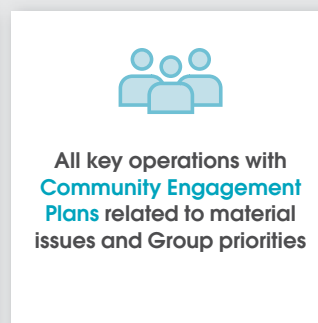 All key operations with
Community Engagement
Plans related to material
issues and Group priorities